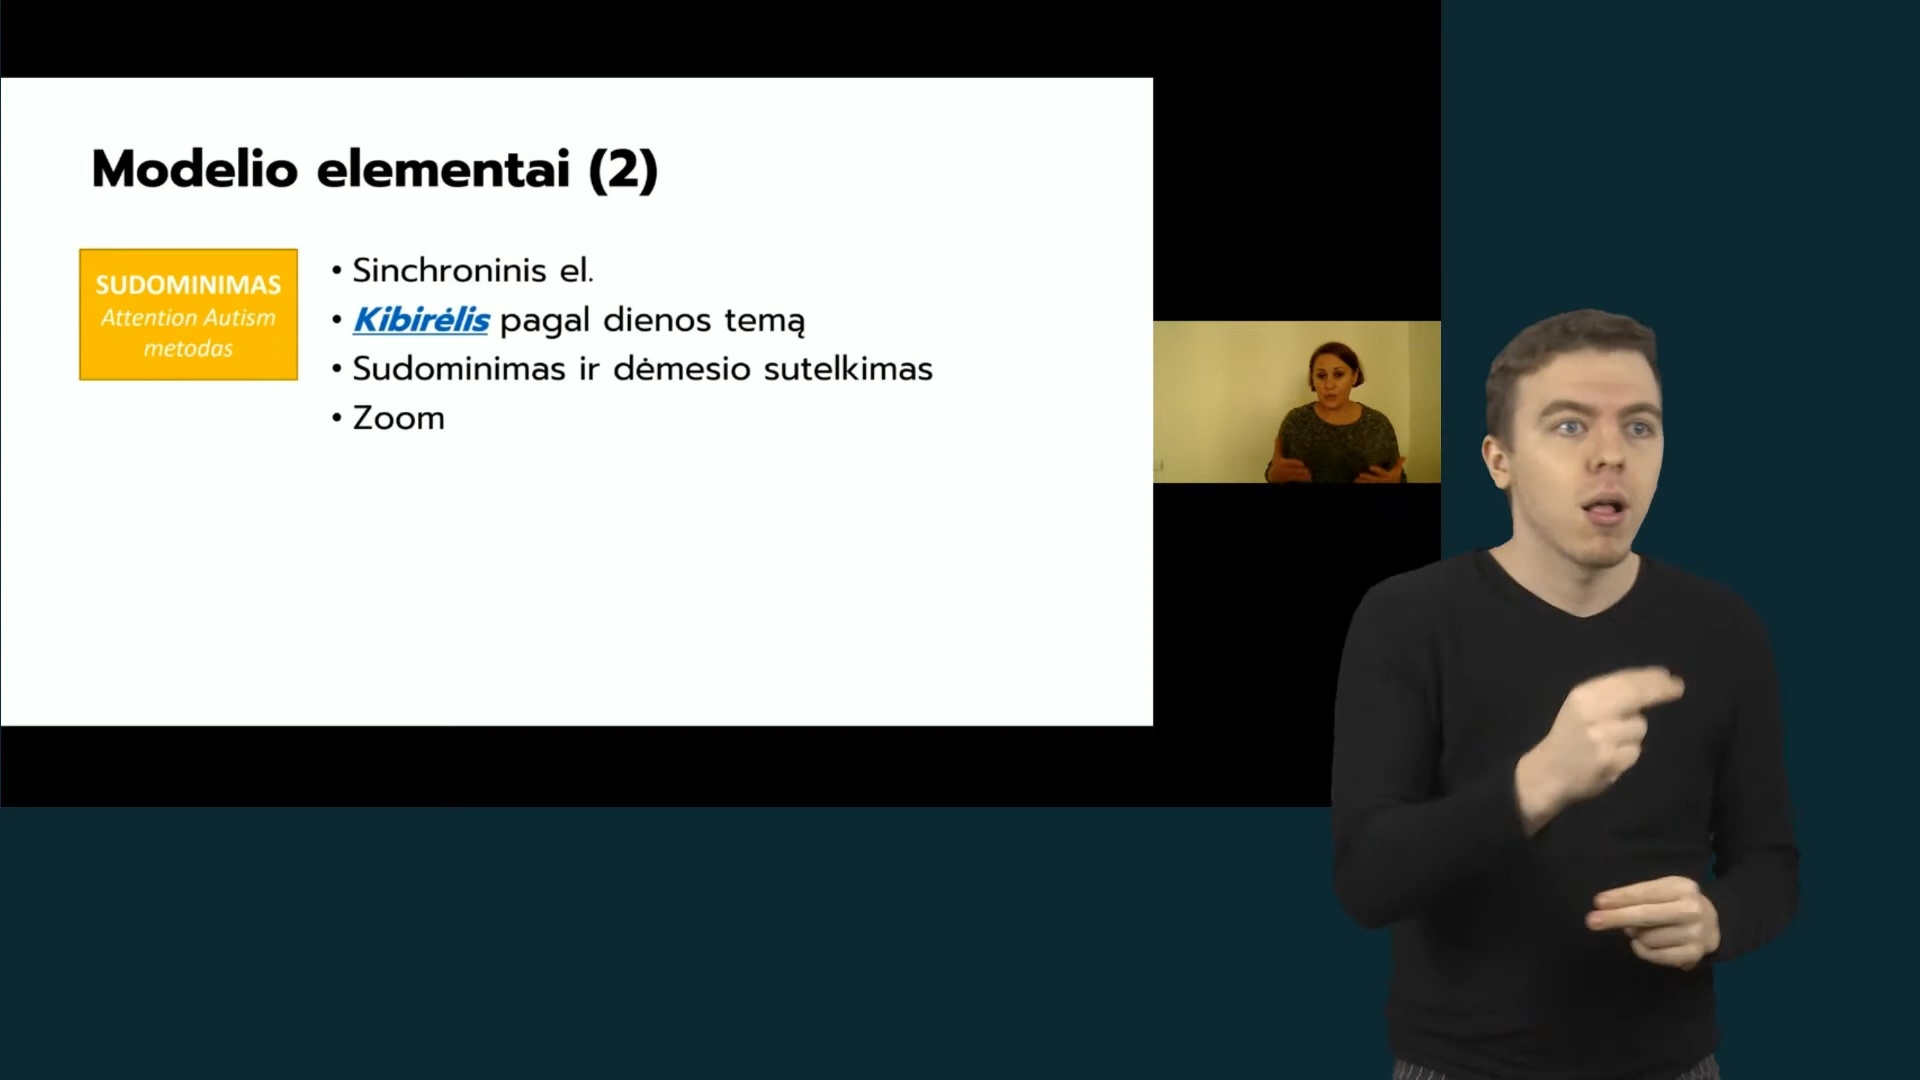 Modelio elementai (2)
SUDOMINIMAS
Attention Autism
metodas
• Sinchroninis el.
• Kibirėlis pagal dienos temą
• Sudominimas ir dėmesio sutelkimas
• Zoom